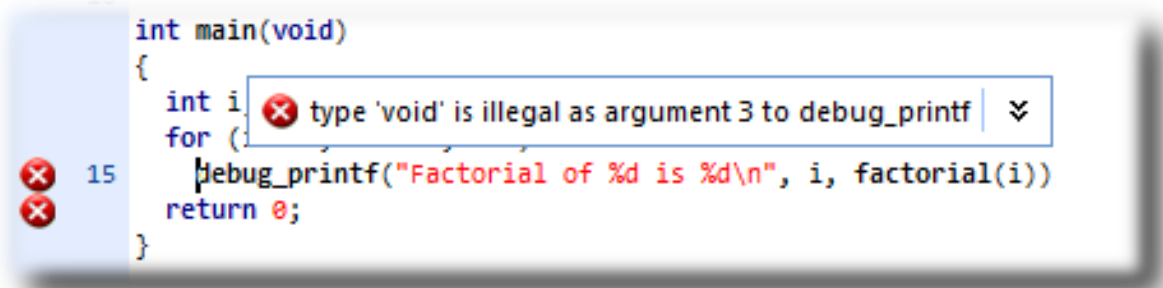 int main(void)
{
int i
type 'void' is illegal as argument 3 to debug_printf
for (
15 debug_printf("Factorial of %d is %d\n", i, factorial(i))
return 0;
}